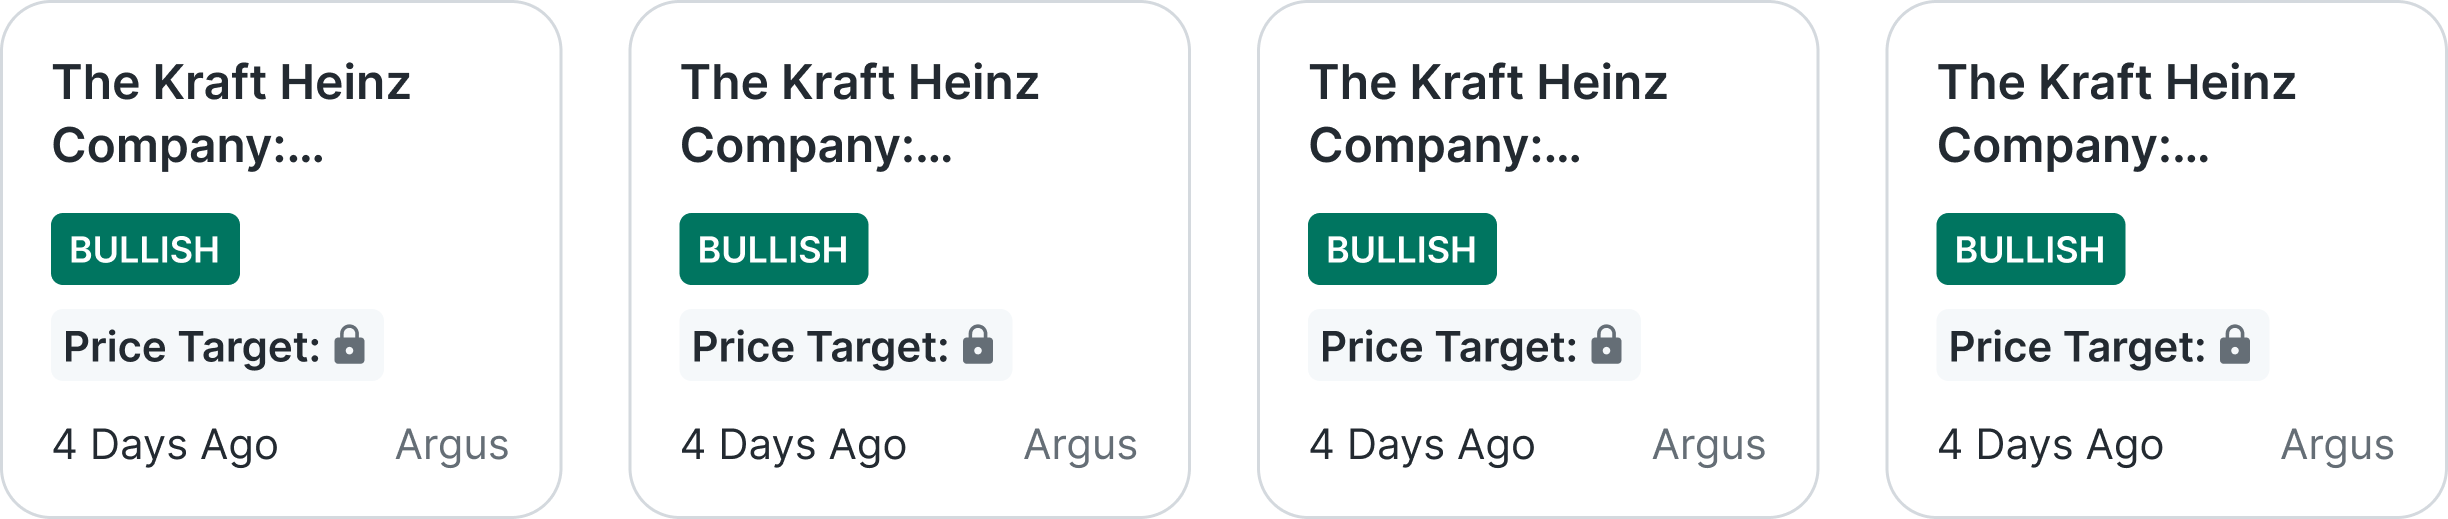 The Kraft Heinz
Company:...
BULLISH
Price Target:
4 Days Ago Argus
The Kraft Heinz
Company:...
BULLISH
Price Target:
4 Days Ago Argus
The Kraft Heinz
Company:...
BULLISH
Price Target:
4 Days Ago Argus
The Kraft Heinz
Company:...
BULLISH
Price Target:
4 Days Ago Argus